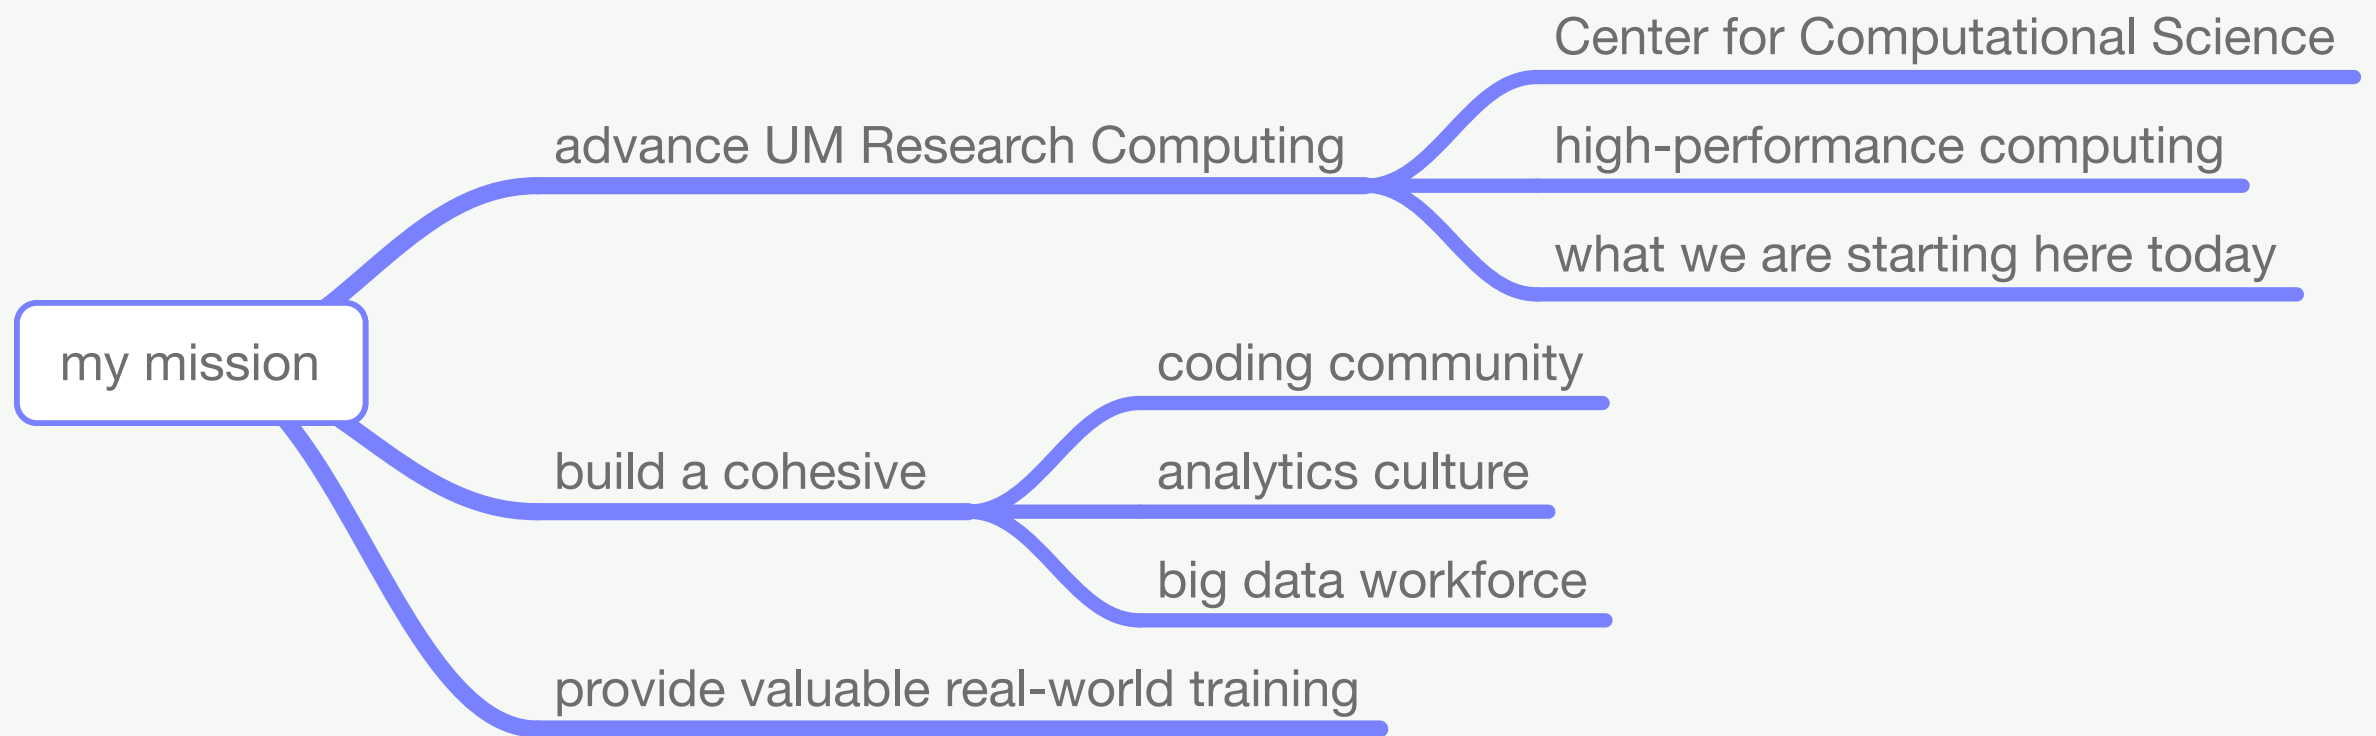 my mission
advance UM Research Computing
Center for Computational Science
high-performance computing
what we are starting here today
build a cohesive
coding community
analytics culture
big data workforce
provide valuable real-world training